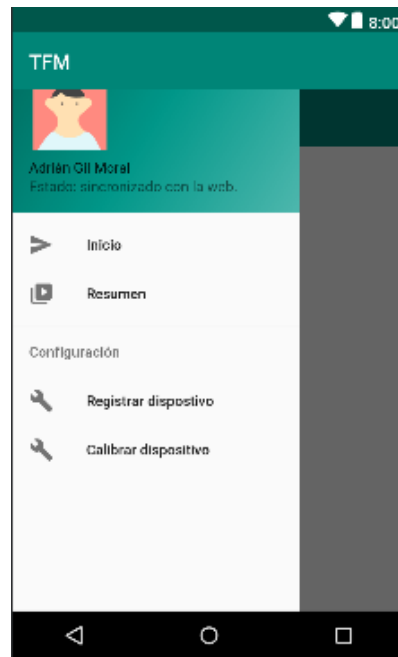 8:00
TFM
Adrián Gil Moral
Estado: sincronizado con la web.
Inicio
Resumen
Configuración
Registrar dispostivo
Calibrar dispositivo